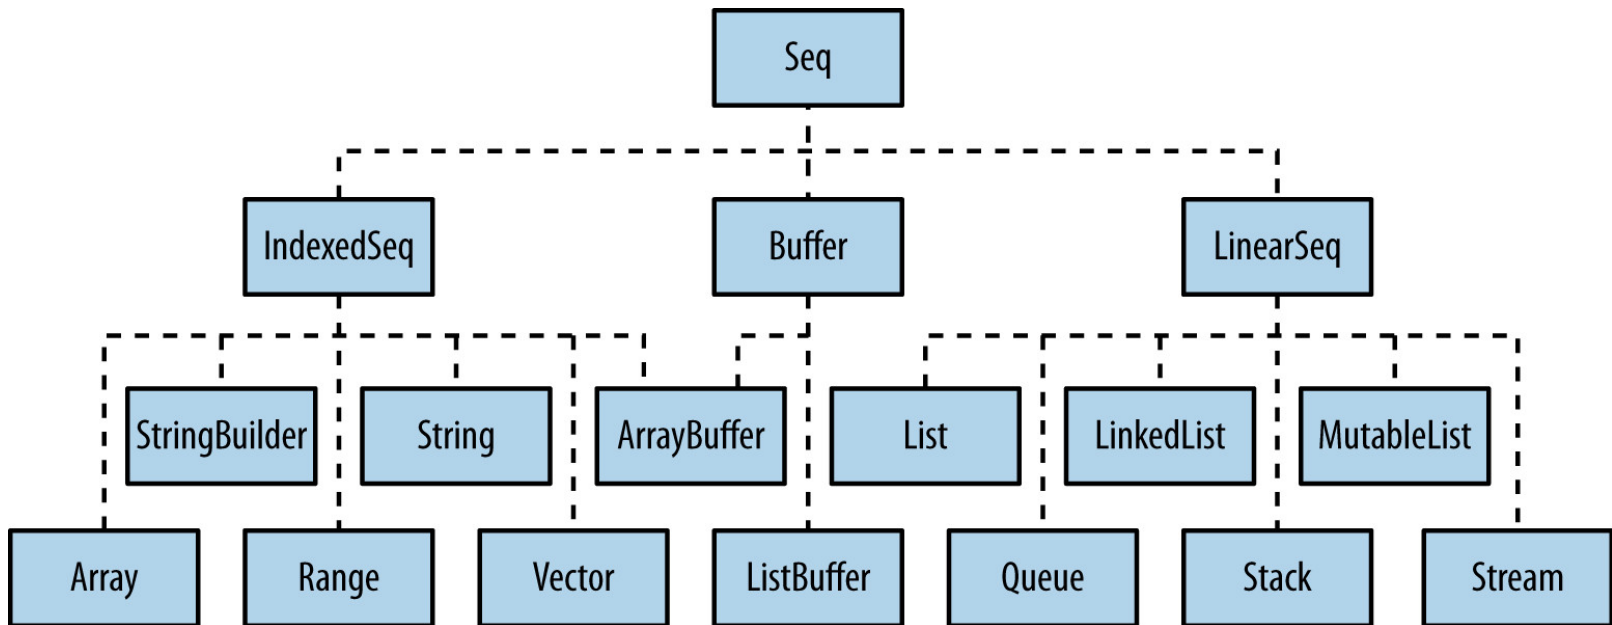 Seq
IndexedSeq
Buffer
LinearSeq
StringBuilder
String
ArrayBuffer
List
LinkedList
MutableList
Array
Range
Vector
ListBuffer
Queue
Stack
Stream